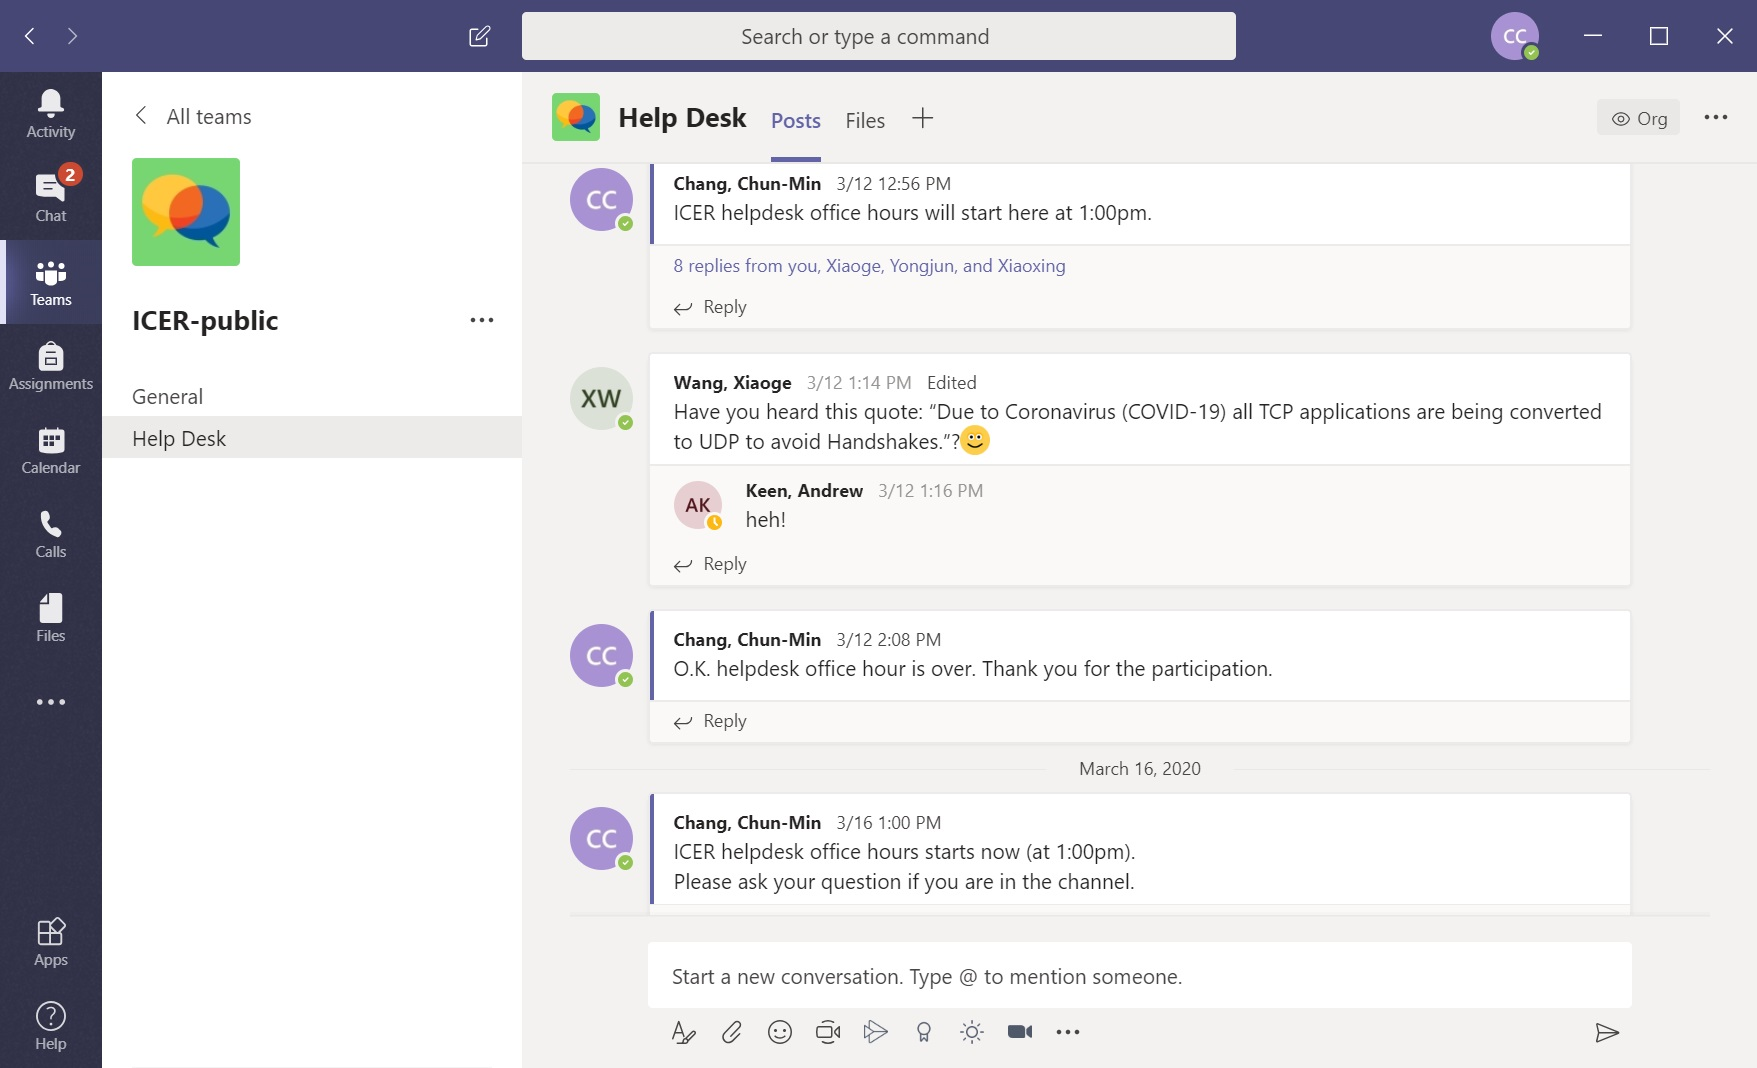 Search or type a command
CC
Activity
2
Chat
Teams
Assignments
Calendar
Calls
Files
Apps
Help
All teams
ICER-public
General
Help Desk
Help Desk
Posts
Files
Org
CC
Chang, Chun-Min 3/12 12:56 PM
ICER helpdesk office hours will start here at 1:00pm.
8 replies from you, Xiaoge, Yongjun, and Xiaoxing
Reply
XW
Wang, Xiaoge 3/12 1:14 PM Edited
Have you heard this quote: “Due to Coronavirus (COVID-19) all TCP applications are being converted
to UDP to avoid Handshakes.”?
AK
Keen, Andrew 3/12 1:16 PM
heh!
Reply
CC
Chang, Chun-Min 3/12 2:08 PM
O.K. helpdesk office hour is over. Thank you for the participation.
Reply
March 16, 2020
CC
Chang, Chun-Min 3/16 1:00 PM
ICER helpdesk office hours starts now (at 1:00pm).
Please ask your question if you are in the channel.
Start a new conversation. Type @ to mention someone.